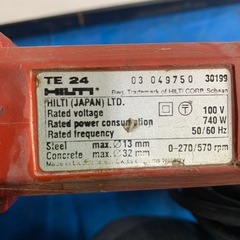 TE 24 03 049750 30199
HILTI Reg. Trademark of HILTI CORP. Schaan
HILTI (JAPAN) LTD.
Rated voltage 100 V
Rated power consumption 740 W
Rated frequency 50/60 Hz
Steel max. Ø 13 mm 0-270/570 rpm
Concrete max. Ø 32 mm
Made in